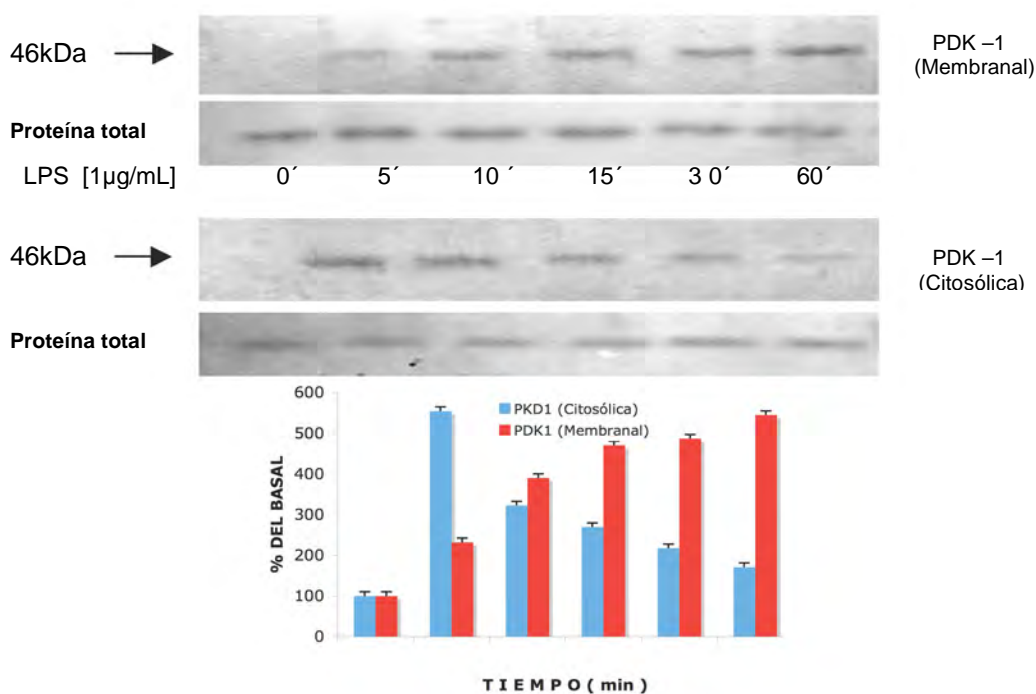 46kDa
PDK –1
(Membranal)
Proteína total
LPS [1µg/mL] 0´ 5´ 10 ´ 15´ 3 0´ 60´
46kDa
PDK –1
(Citosólica)
Proteína total
600
500
400
300
200
100
0
% DEL BASAL
PKD1 (Citosólica)
PDK1 (Membranal)
T I E M P O ( min )